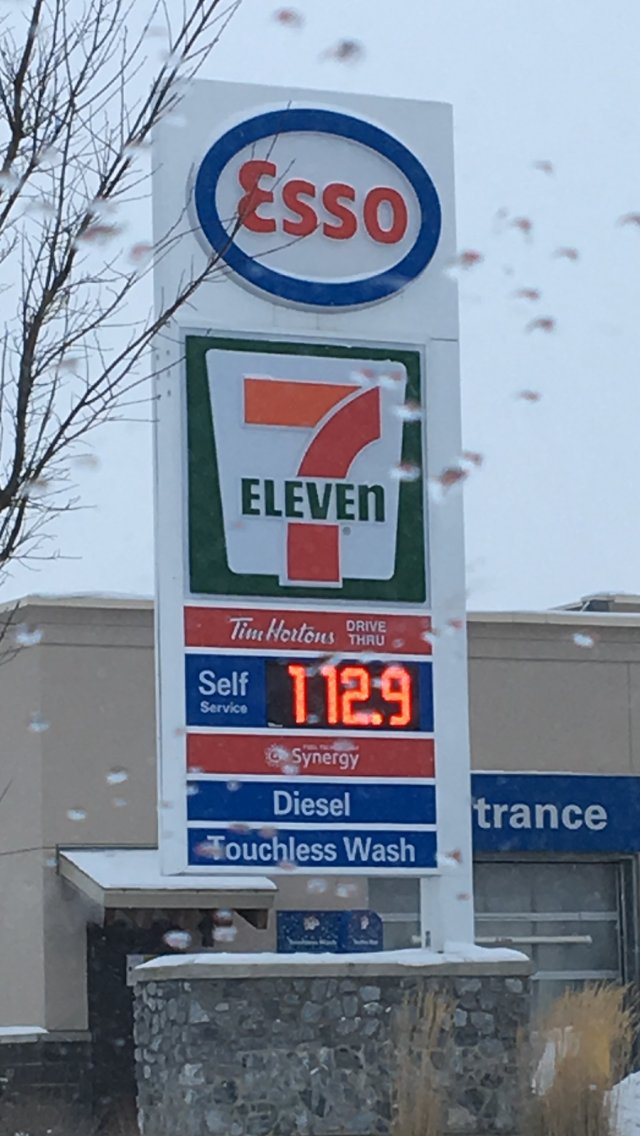 Esso
7
ELEVEn
®
Tim Hortons DRIVE
THRU
Self
Service
112.9
Synergy
Diesel
Touchless Wash
trance